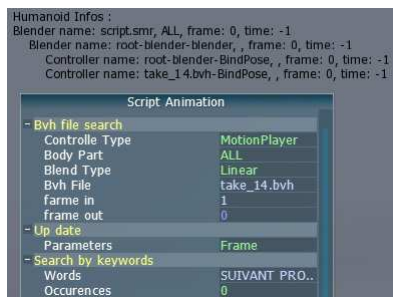 Humanoid Infos :
Blender name: script.smr, ALL, frame: 0, time: -1
Blender name: root-blender-blender, , frame: 0, time: -1
Controller name: root-blender-BindPose, , frame: 0, time: -1
Controller name: take_14.bvh-BindPose, , frame: 0, time: -1
Script Animation
Bvh file search
Controlle Type MotionPlayer
Body Part ALL
Blend Type Linear
Bvh File take_14.bvh
farme in 1
frame out 0
Up date
Parameters Frame
Search by keywords
Words SUIVANT PRO..
Occurences 0